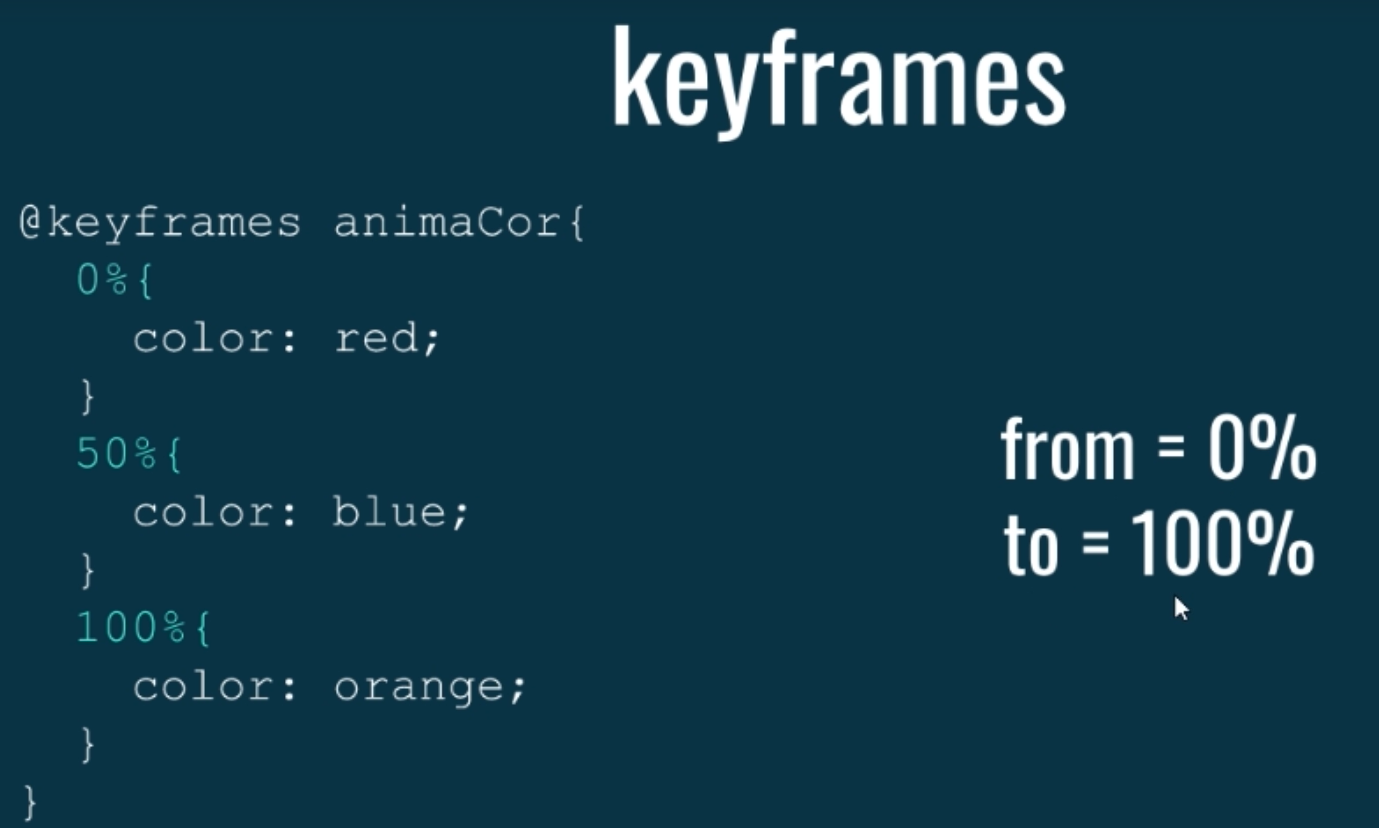 keyframes
@keyframes animaCor{
0%{
color: red;
}
50%{
color: blue;
}
100%{
color: orange;
}
}
from = 0%
to = 100%